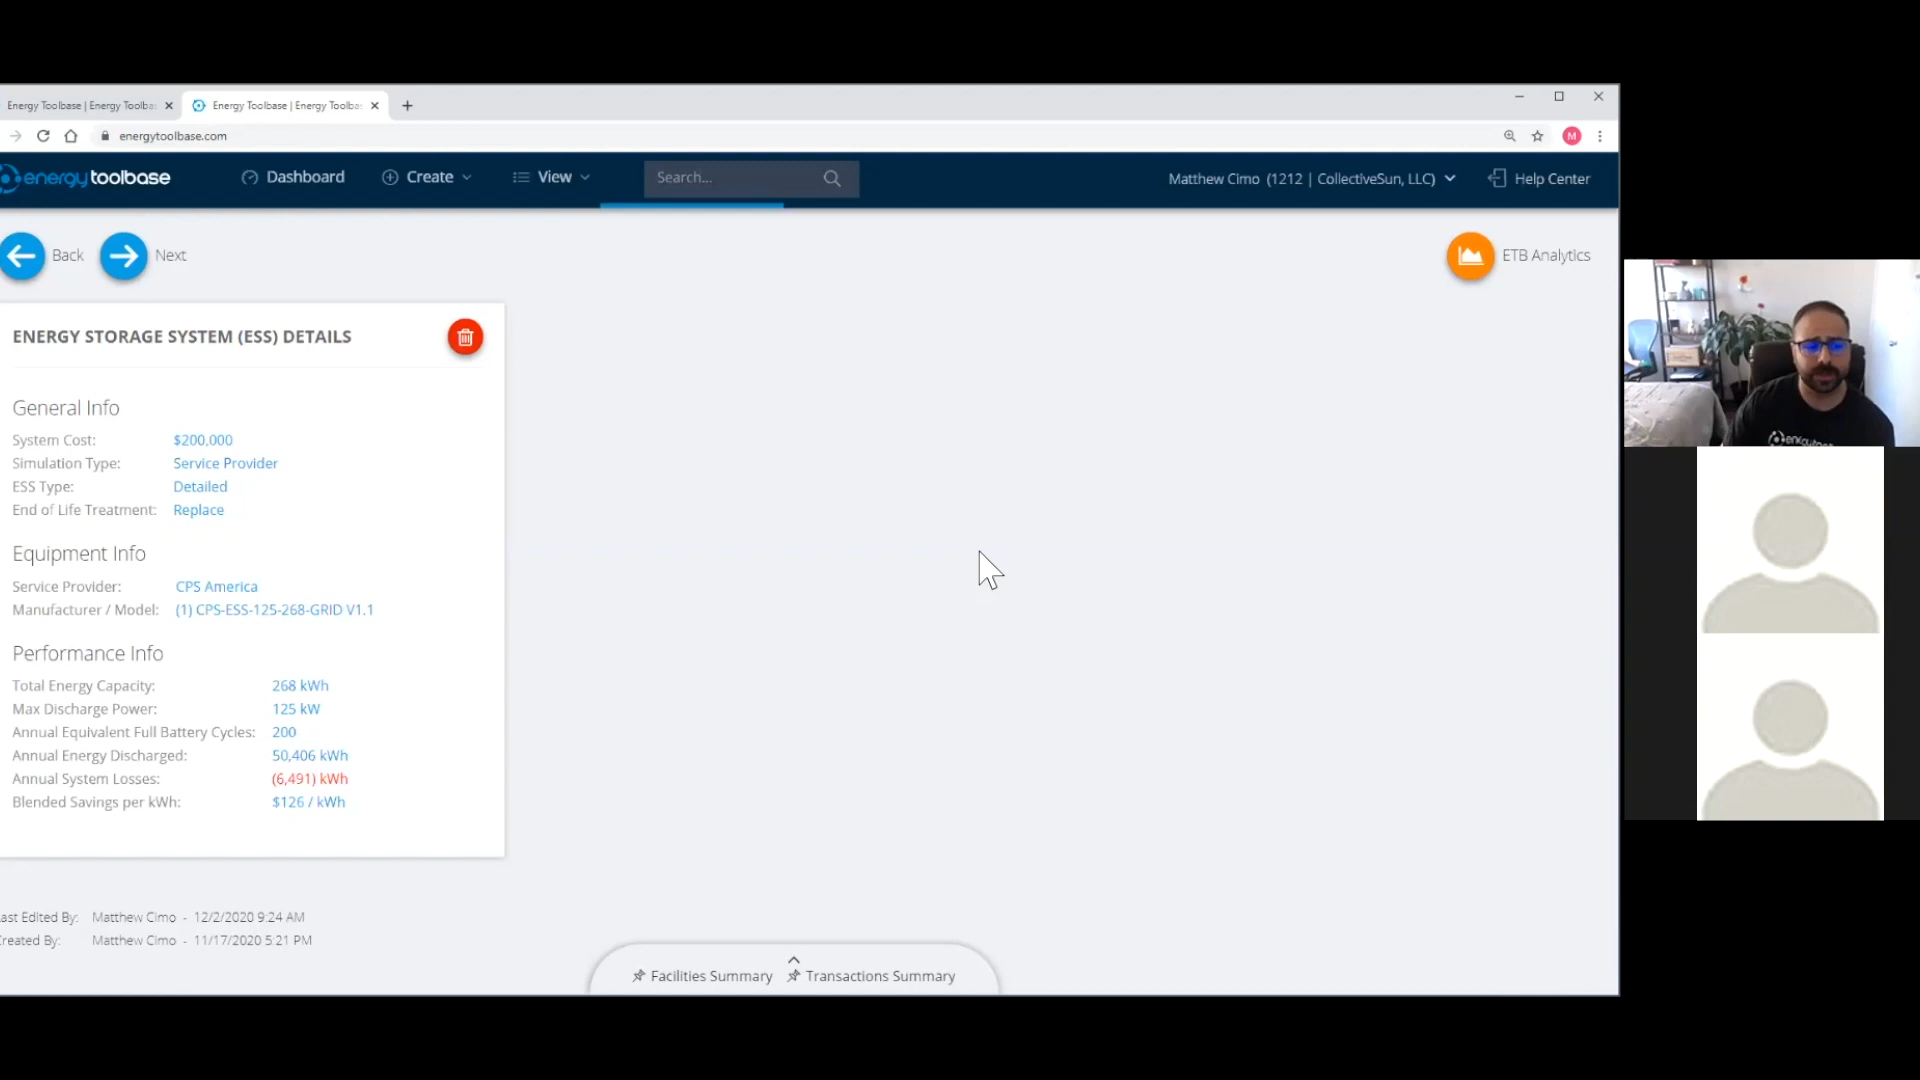 Energy Toolbase | Energy Toolba
Energy Toolbase | Energy Toolba
energytoolbase.com
M
energytoolbase
Dashboard
Create
View
Search...
Matthew Cimo (1212 | CollectiveSun, LLC)
Help Center
Back
Next
ETB Analytics
ENERGY STORAGE SYSTEM (ESS) DETAILS
General Info
System Cost: $200,000
Simulation Type: Service Provider
ESS Type: Detailed
End of Life Treatment: Replace
Equipment Info
Service Provider: CPS America
Manufacturer / Model: (1) CPS-ESS-125-268-GRID V1.1
Performance Info
Total Energy Capacity: 268 kWh
Max Discharge Power: 125 kW
Annual Equivalent Full Battery Cycles: 200
Annual Energy Discharged: 50,406 kWh
Annual System Losses: (6,491) kWh
Blended Savings per kWh: $126 / kWh
ast Edited By: Matthew Cimo - 12/2/2020 9:24 AM
reated By: Matthew Cimo - 11/17/2020 5:21 PM
Facilities Summary
Transactions Summary